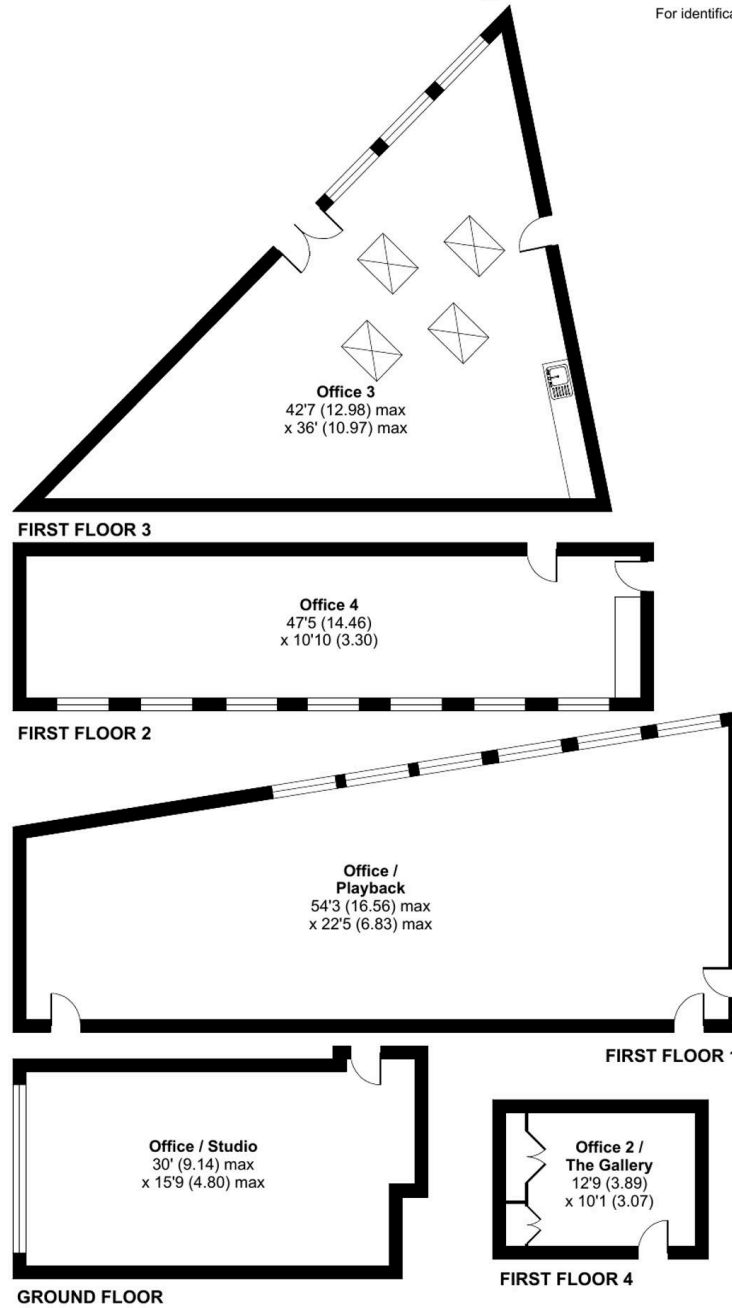 For identifica
Office 3
42'7 (12.98) max
x 36' (10.97) max
FIRST FLOOR 3
Office 4
47'5 (14.46)
x 10'10 (3.30)
FIRST FLOOR 2
Office /
Playback
54'3 (16.56) max
x 22'5 (6.83) max
FIRST FLOOR 1
Office / Studio
30' (9.14) max
x 15'9 (4.80) max
GROUND FLOOR
Office 2 /
The Gallery
12'9 (3.89)
x 10'1 (3.07)
FIRST FLOOR 4